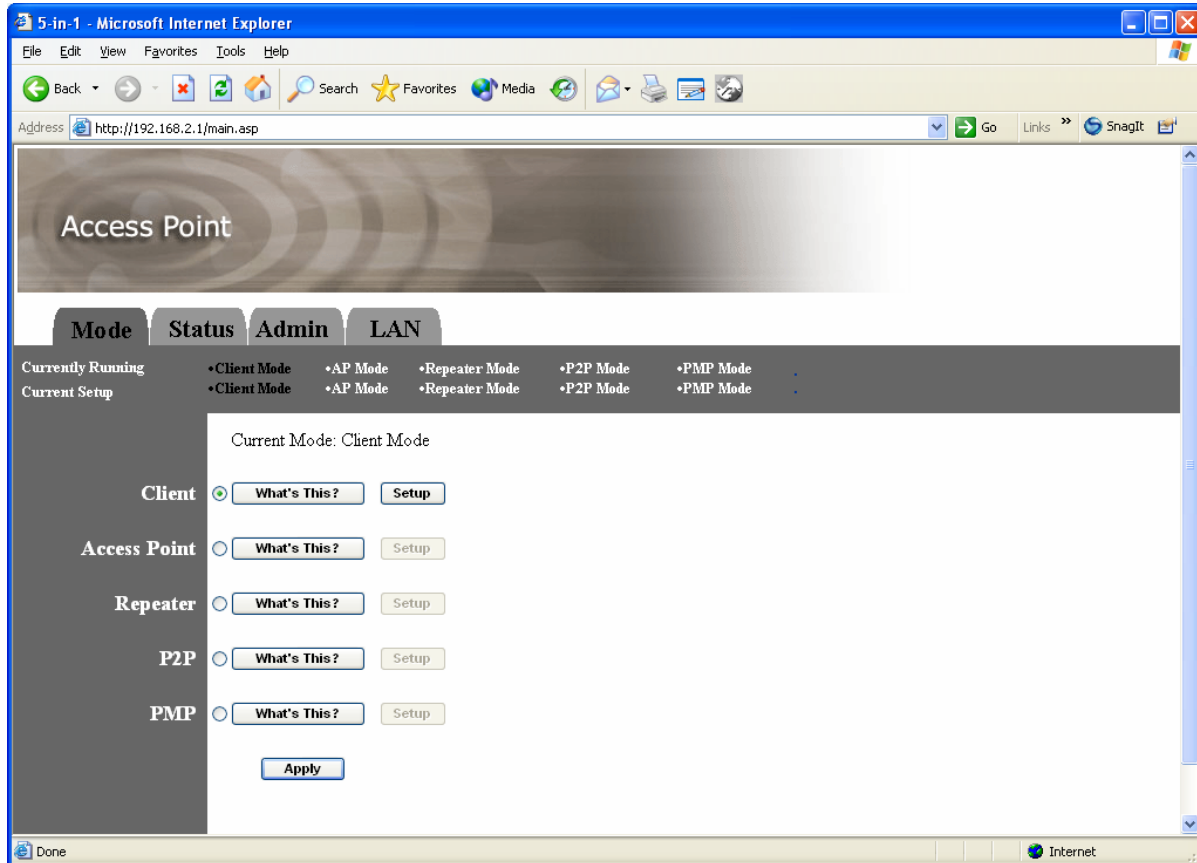 5-in-1 - Microsoft Internet Explorer
File Edit View Favorites Tools Help
Back Search Favorites Media
Address http://192.168.2.1/main.asp Go Links » SnagIt
Access Point
Mode Status Admin LAN
Currently Running •Client Mode •AP Mode •Repeater Mode •P2P Mode •PMP Mode
Current Setup •Client Mode •AP Mode •Repeater Mode •P2P Mode •PMP Mode
Current Mode: Client Mode
Client What's This? Setup
Access Point What's This? Setup
Repeater What's This? Setup
P2P What's This? Setup
PMP What's This? Setup
Apply
Done Internet